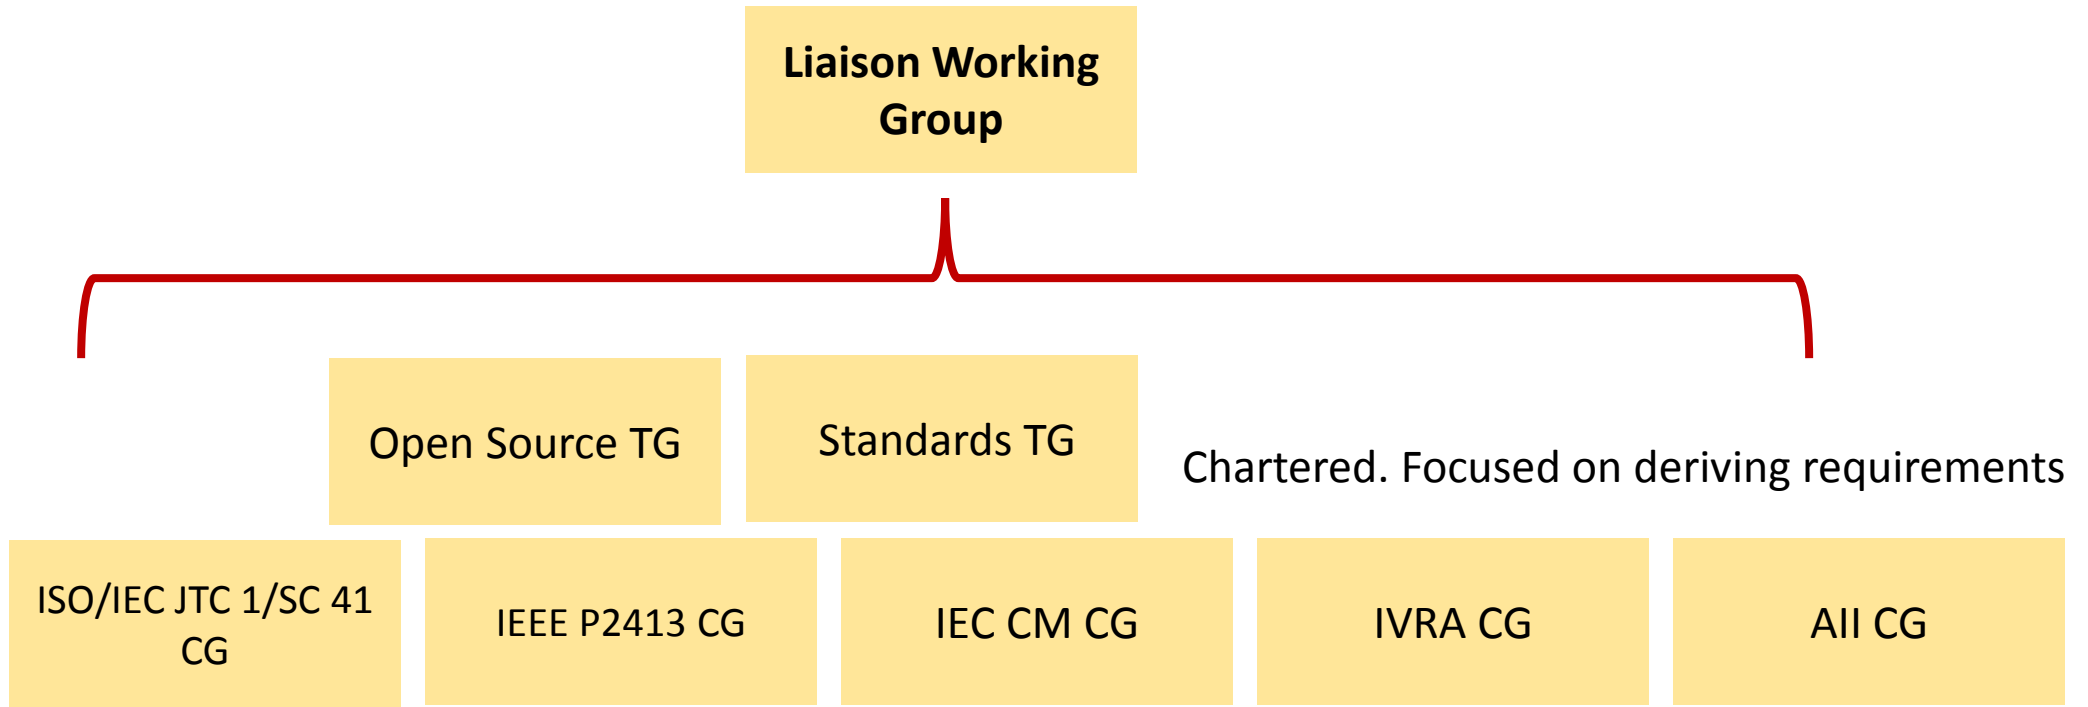 Liaison Working
Group
Open Source TG
Standards TG
Chartered. Focused on deriving requirements
ISO/IEC JTC 1/SC 41
CG
IEEE P2413 CG
IEC CM CG
IVRA CG
AII CG